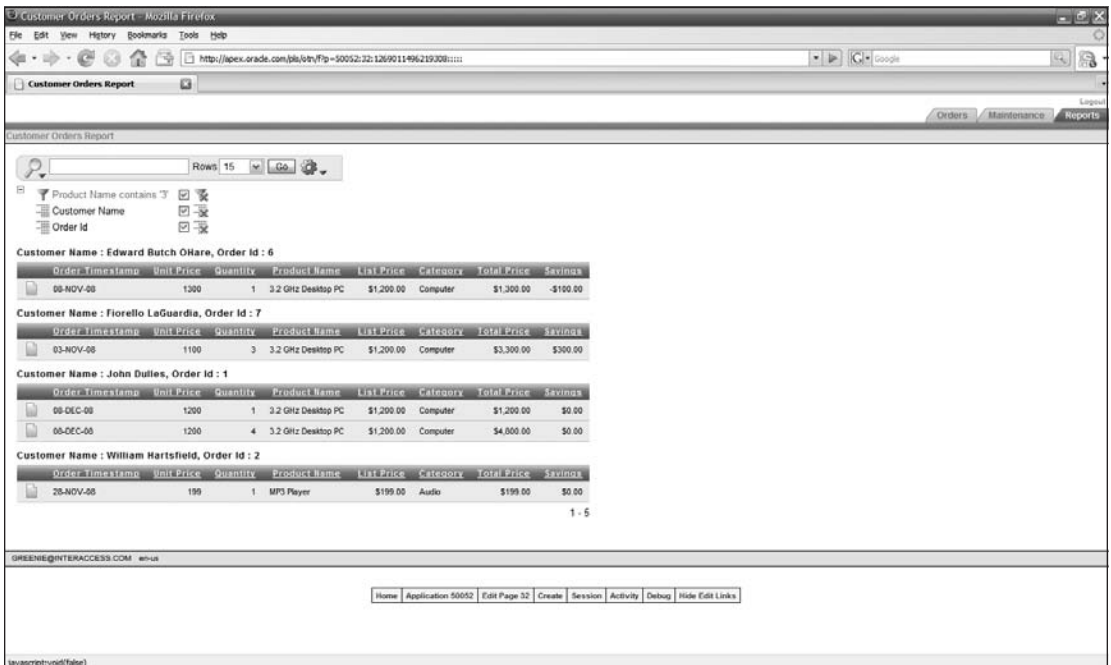 Customer Orders Report - Mozilla Firefox
File Edit View History Bookmarks Tools Help
http://apex.oracle.com/pls/otn/f?p=50052:32:1269011496219308:::::
Google
Customer Orders Report
Logout
Orders Maintenance Reports
Customer Orders Report
Rows 15 Go
Product Name contains '3'
Customer Name
Order Id
Customer Name : Edward Butch OHare, Order Id : 6
Order Timestamp Unit Price Quantity Product Name List Price Category Total Price Savings
08-NOV-08 1300 1 3.2 GHz Desktop PC $1,200.00 Computer $1,300.00 -$100.00
Customer Name : Fiorello LaGuardia, Order Id : 7
Order Timestamp Unit Price Quantity Product Name List Price Category Total Price Savings
03-NOV-08 1100 3 3.2 GHz Desktop PC $1,200.00 Computer $3,300.00 $300.00
Customer Name : John Dulles, Order Id : 1
Order Timestamp Unit Price Quantity Product Name List Price Category Total Price Savings
08-DEC-08 1200 1 3.2 GHz Desktop PC $1,200.00 Computer $1,200.00 $0.00
08-DEC-08 1200 4 3.2 GHz Desktop PC $1,200.00 Computer $4,800.00 $0.00
Customer Name : William Hartsfield, Order Id : 2
Order Timestamp Unit Price Quantity Product Name List Price Category Total Price Savings
28-NOV-08 199 1 MP3 Player $199.00 Audio $199.00 $0.00
1 - 5
GREENIE@INTERACCESS.COM en-us
Home Application 50052 Edit Page 32 Create Session Activity Debug Hide Edit Links
javascript:void(false)